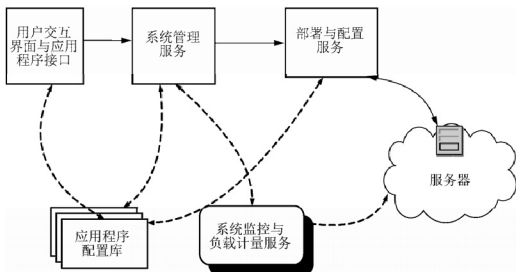 用户交互
界面与应用
程序接口
系统管理
服务
部署与配置
服务
服务器
应用程序
配置库
系统监控与
负载计量服务